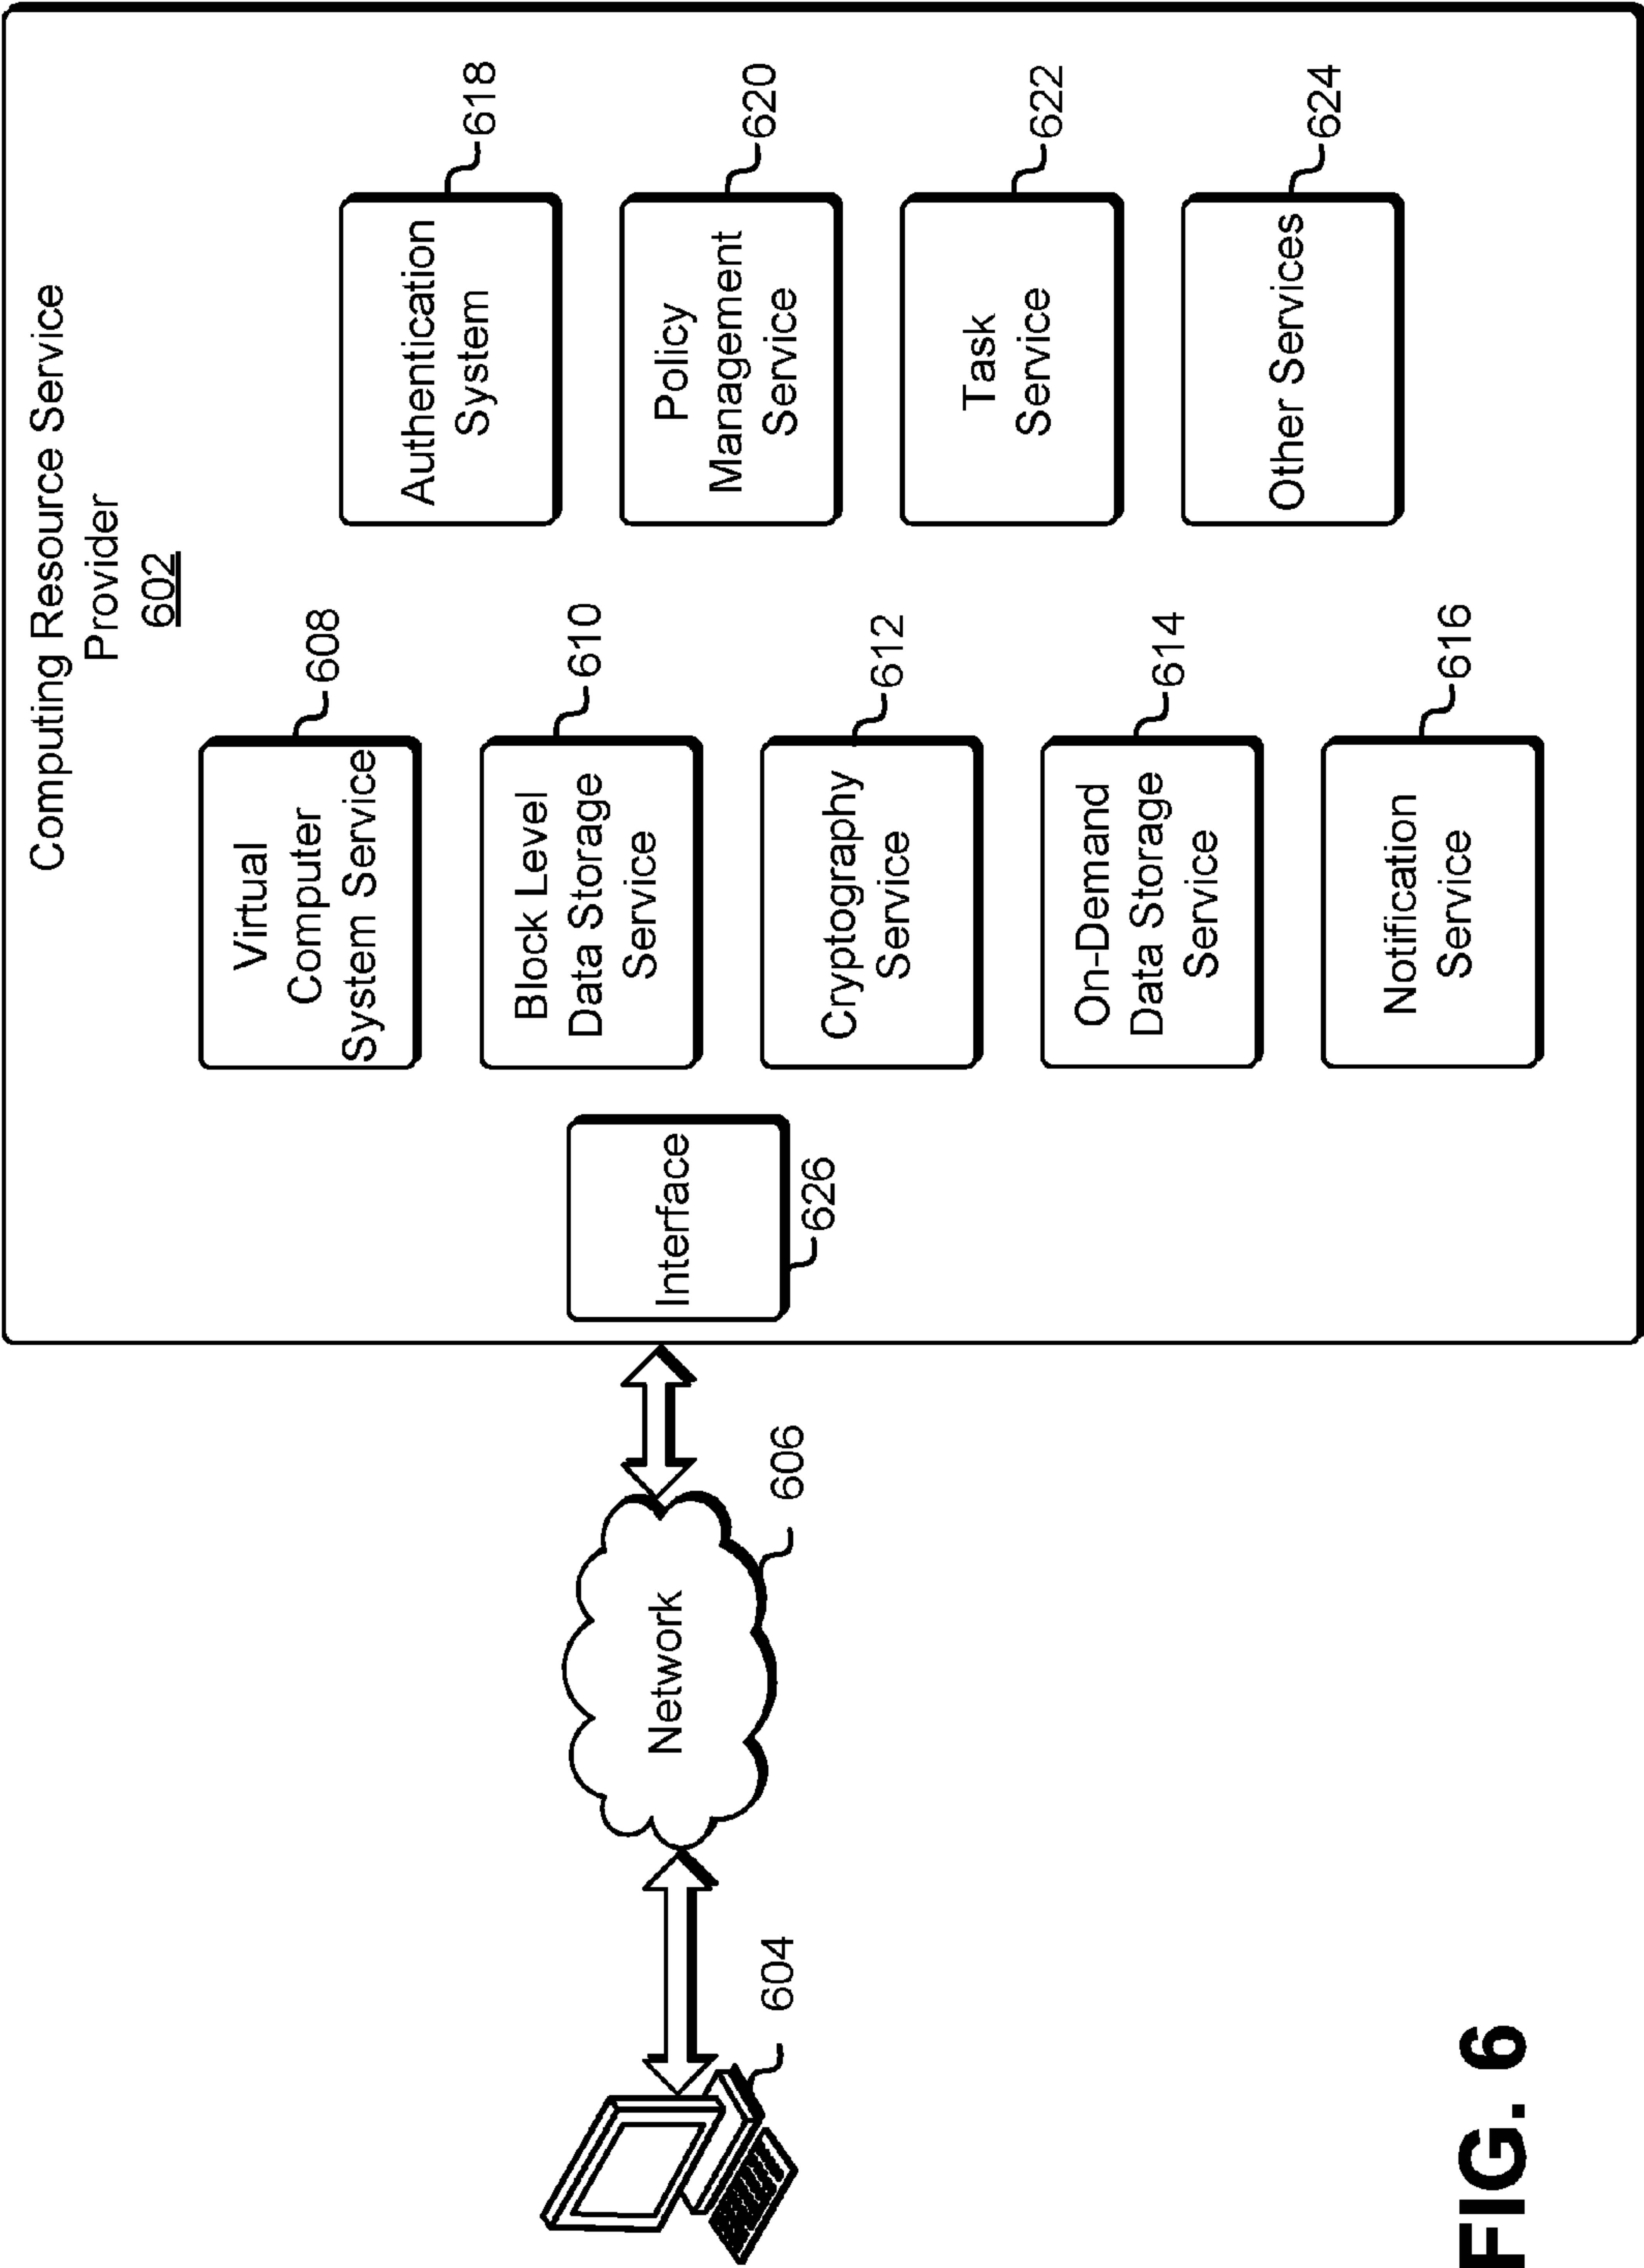 Computing Resource Service
Provider
602
Virtual
Computer
System Service
608
Authentication
System
618
Block Level
Data Storage
Service
610
Policy
Management
Service
620
Cryptography
Service
612
Task
Service
622
On-Demand
Data Storage
Service
614
Other Services
624
Notification
Service
616
Interface
626
Network
606
604
FIG. 6